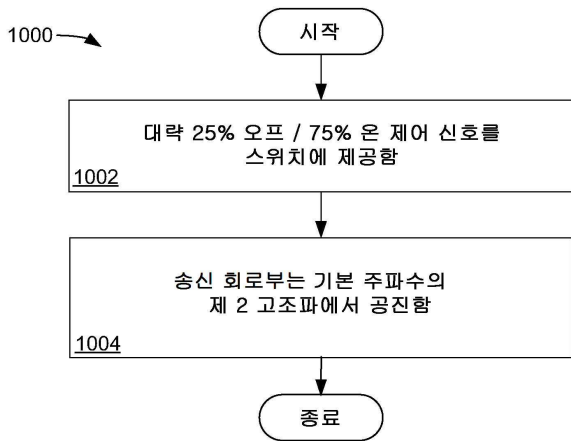 1000
시작
대략 25% 오프 / 75% 온 제어 신호를
스위치에 제공함
1002
송신 회로부는 기본 주파수의
제 2 고조파에서 공진함
1004
종료